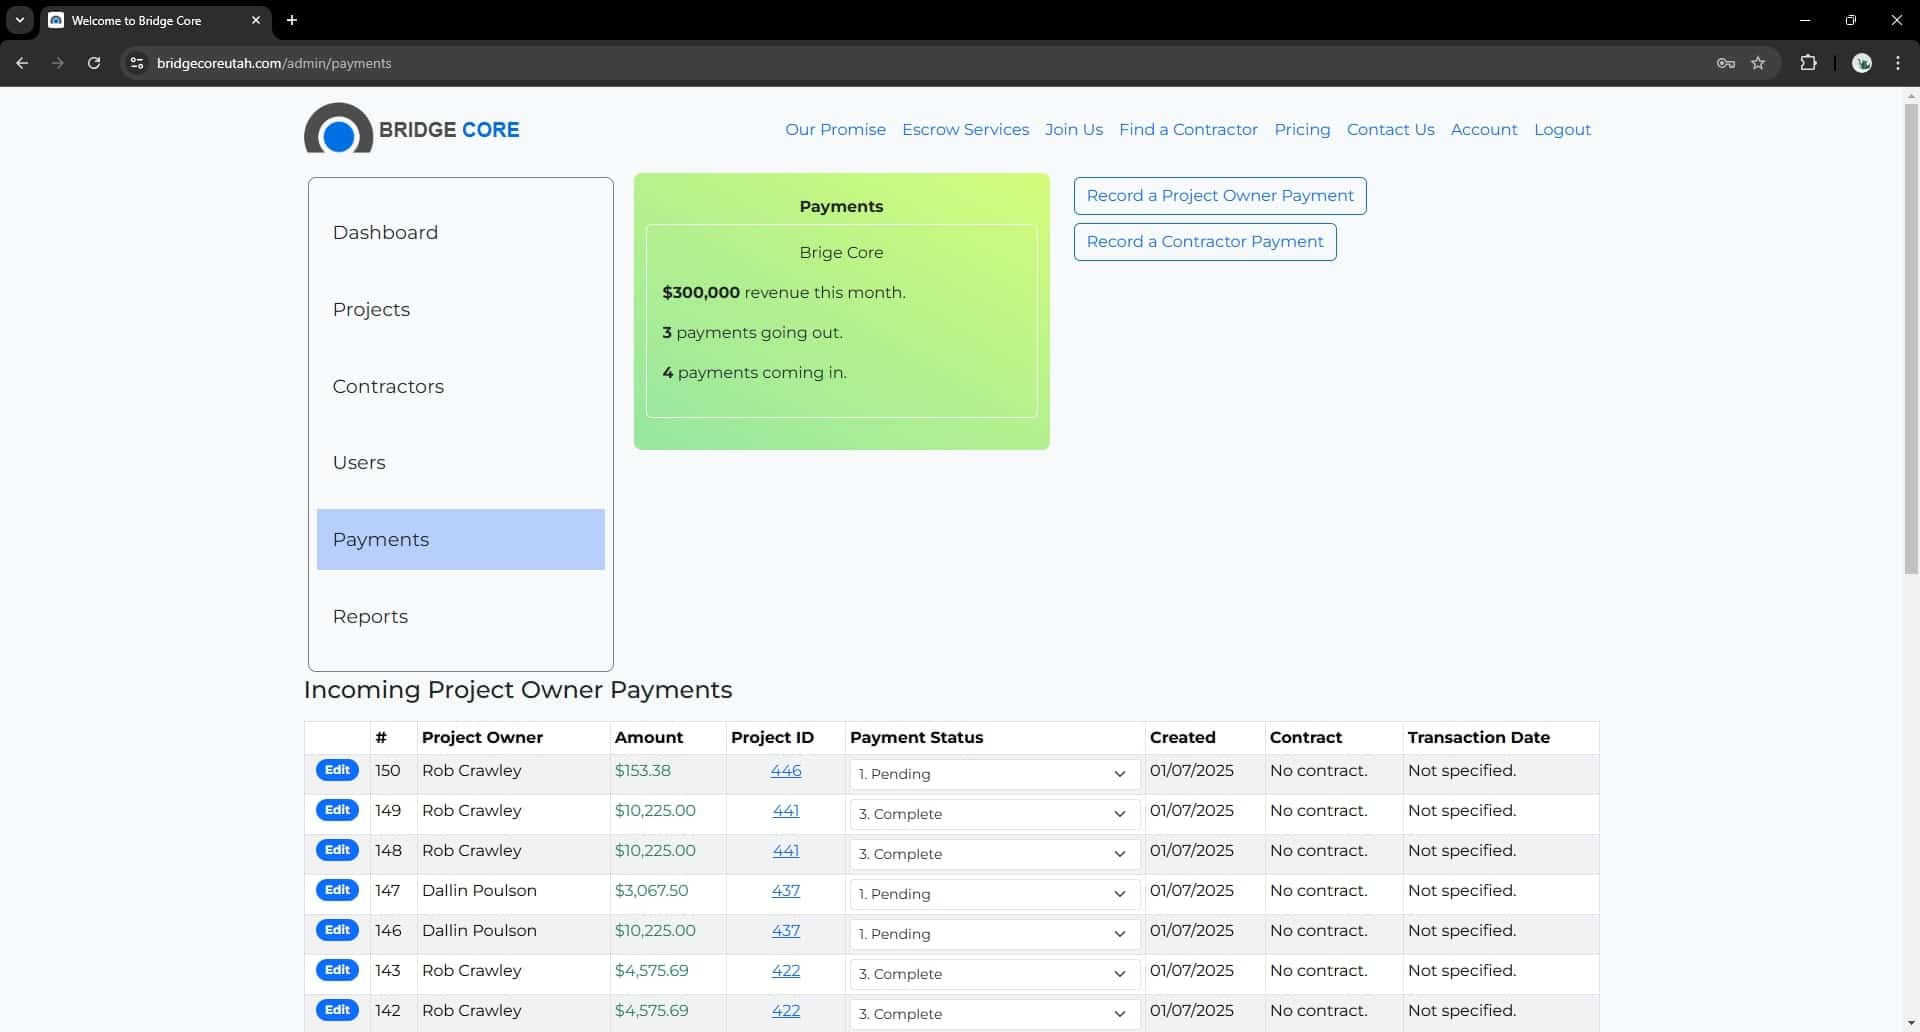 Welcome to Bridge Core
bridgecoreutah.com/admin/payments
BRIDGE CORE
Our Promise Escrow Services Join Us Find a Contractor Pricing Contact Us Account Logout
Dashboard
Projects
Contractors
Users
Payments
Reports
Payments
Brige Core
$300,000 revenue this month.
3 payments going out.
4 payments coming in.
Record a Project Owner Payment
Record a Contractor Payment
Incoming Project Owner Payments
# Project Owner Amount Project ID Payment Status Created Contract Transaction Date
Edit 150 Rob Crawley $153.38 446 1. Pending 01/07/2025 No contract. Not specified.
Edit 149 Rob Crawley $10,225.00 441 3. Complete 01/07/2025 No contract. Not specified.
Edit 148 Rob Crawley $10,225.00 441 3. Complete 01/07/2025 No contract. Not specified.
Edit 147 Dallin Poulson $3,067.50 437 1. Pending 01/07/2025 No contract. Not specified.
Edit 146 Dallin Poulson $10,225.00 437 1. Pending 01/07/2025 No contract. Not specified.
Edit 143 Rob Crawley $4,575.69 422 3. Complete 01/07/2025 No contract. Not specified.
Edit 142 Rob Crawley $4,575.69 422 3. Complete 01/07/2025 No contract. Not specified.